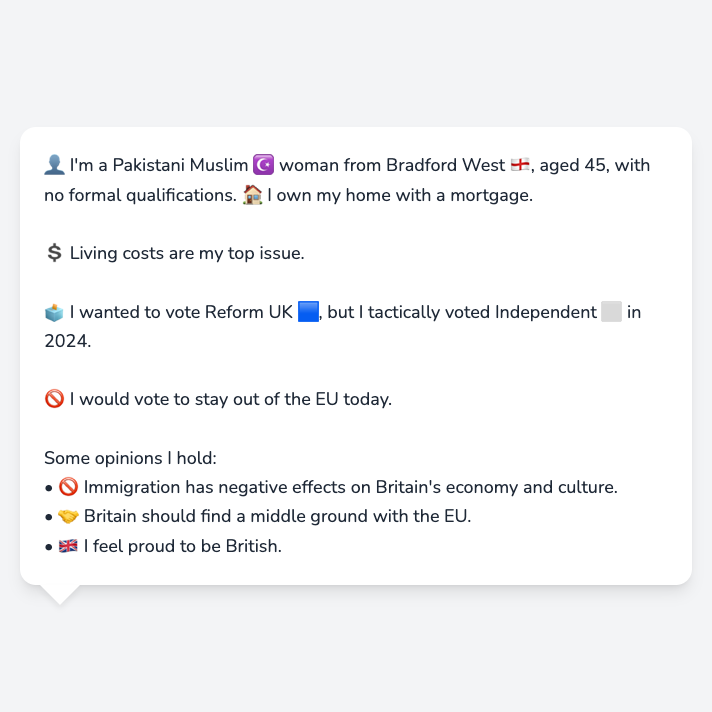 👤 I'm a Pakistani Muslim ☪️ woman from Bradford West 🏴󠁧󠁢󠁥󠁮󠁧󠁿, aged 45, with
no formal qualifications. 🏠 I own my home with a mortgage.
💲 Living costs are my top issue.
🗳️ I wanted to vote Reform UK 🟦, but I tactically voted Independent ⬜ in
2024.
🚫 I would vote to stay out of the EU today.
Some opinions I hold:
• 🚫 Immigration has negative effects on Britain's economy and culture.
• 🤝 Britain should find a middle ground with the EU.
• 🇬🇧 I feel proud to be British.